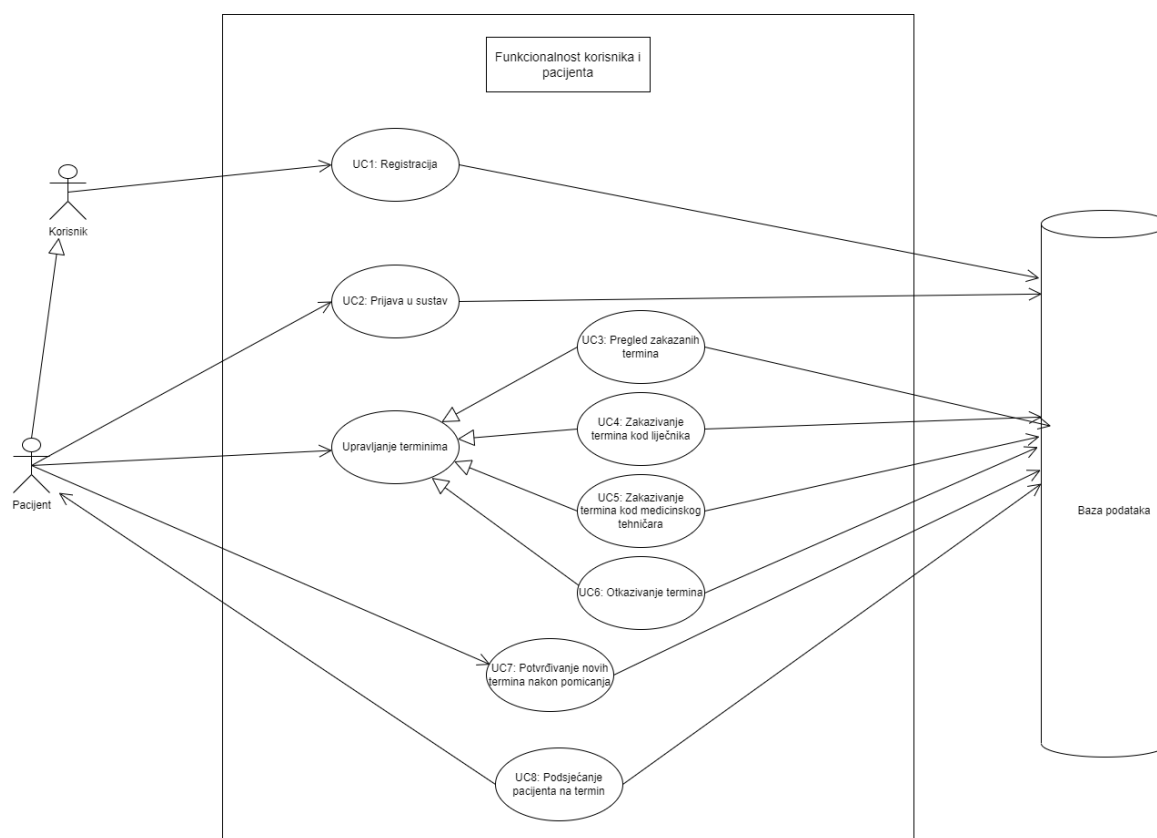 Funkcionalnost korisnika i
pacijenta
UC1: Registracija
Korisnik
UC2: Prijava u sustav
UC3: Pregled zakazanih
termina
UC4: Zakazivanje
termina kod liječnika
Upravljanje terminima
UC5: Zakazivanje
termina kod medicinskog
tehničara
Pacijent
Baza podataka
UC6: Otkazivanje termina
UC7: Potvrđivanje novih
termina nakon pomicanja
UC8: Podsjećanje
pacijenta na termin